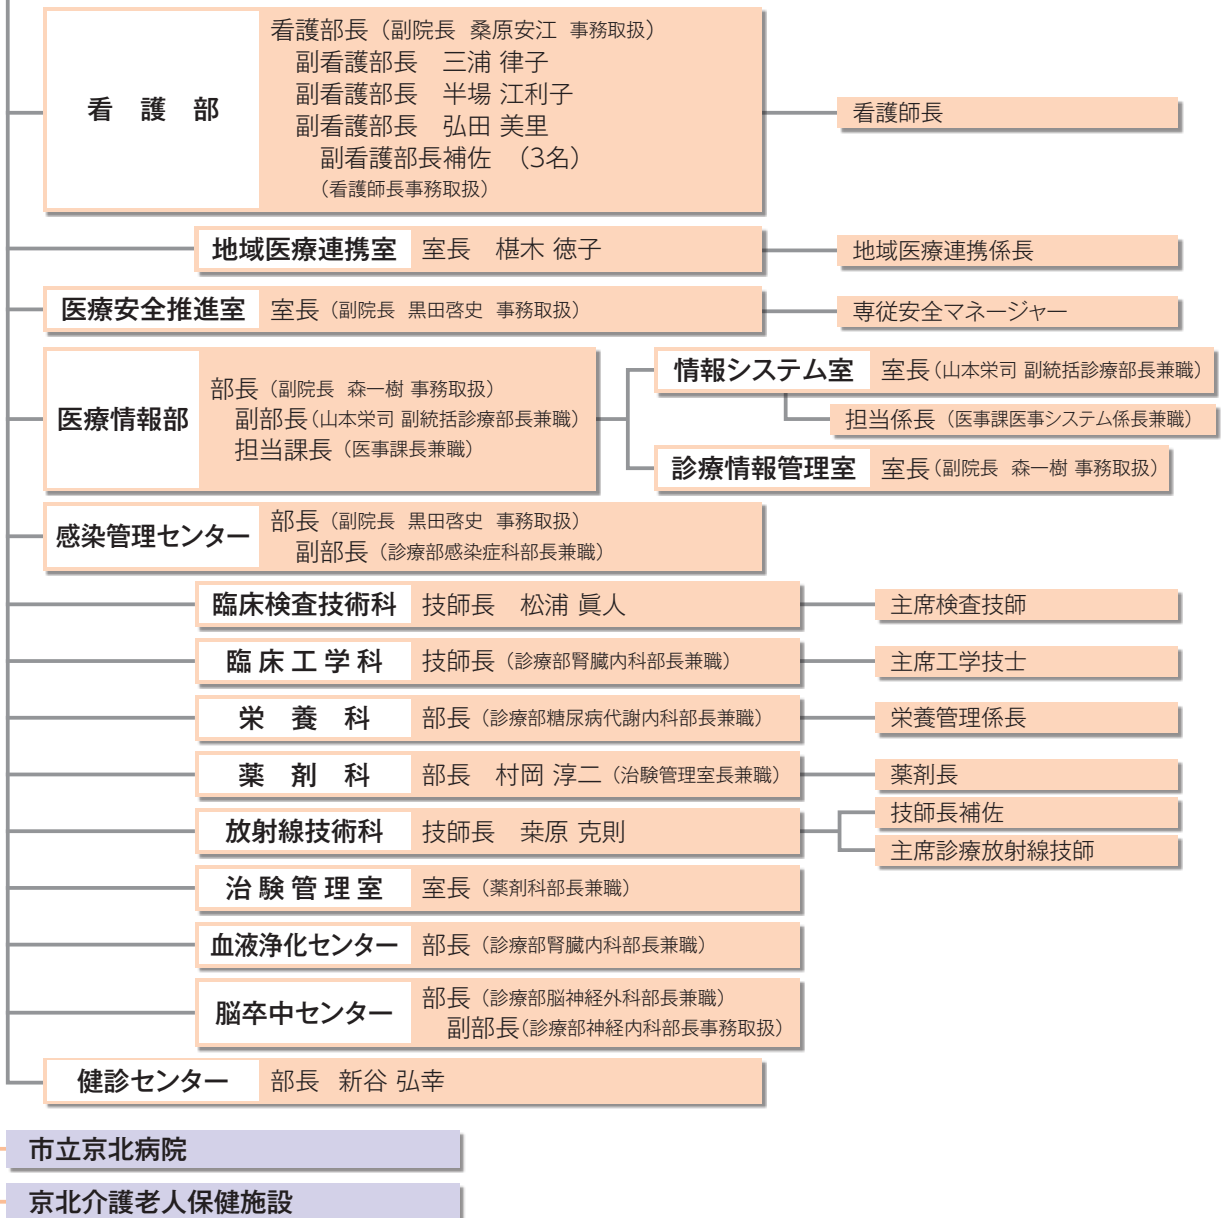 看護部
看護部長（副院長 桑原安江 事務取扱）
副看護部長 三浦 律子
副看護部長 半場 江利子
副看護部長 弘田 美里
副看護部長補佐 （3名）
（看護師長事務取扱）
看護師長
地域医療連携室 室長 椹木 徳子
地域医療連携係長
医療安全推進室 室長（副院長 黒田啓史 事務取扱）
専従安全マネージャー
医療情報部
部長（副院長 森一樹 事務取扱）
副部長（山本栄司 副統括診療部長兼職）
担当課長（医事課長兼職）
情報システム室 室長（山本栄司 副統括診療部長兼職）
担当係長（医事課医事システム係長兼職）
診療情報管理室 室長（副院長 森一樹 事務取扱）
感染管理センター
部長（副院長 黒田啓史 事務取扱）
副部長（診療部感染症科部長兼職）
臨床検査技術科 技師長 松浦 眞人
主席検査技師
臨床工学科 技師長（診療部腎臓内科部長兼職）
主席工学技士
栄養科 部長（診療部糖尿病代謝内科部長兼職）
栄養管理係長
薬剤科 部長 村岡 淳二（治験管理室長兼職）
薬剤長
放射線技術科 技師長 桒原 克則
技師長補佐
主席診療放射線技師
治験管理室 室長（薬剤科部長兼職）
血液浄化センター 部長（診療部腎臓内科部長兼職）
脳卒中センター
部長（診療部脳神経外科部長兼職）
副部長（診療部神経内科部長事務取扱）
健診センター 部長 新谷 弘幸
市立京北病院
京北介護老人保健施設